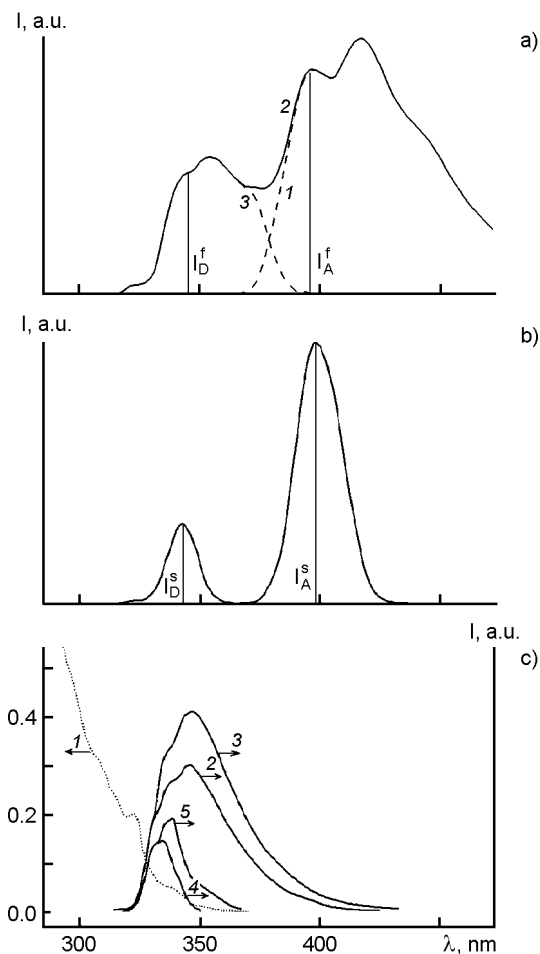 I, a.u.
a)
2
3
1
I_D^f
I_A^f
I, a.u.
b)
I_D^s
I_A^s
I, a.u.
c)
1
0.4
3
2
0.2
5
4
0.0
300
350
400
λ, nm